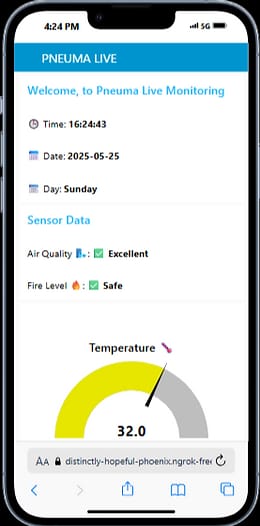 4:24 PM 5G
PNEUMA LIVE
Welcome, to Pneuma Live Monitoring
Time: 16:24:43
Date: 2025-05-25
Day: Sunday
Sensor Data
Air Quality : Excellent
Fire Level : Safe
Temperature
32.0
AA distinctly-hopeful-phoenix.ngrok-free